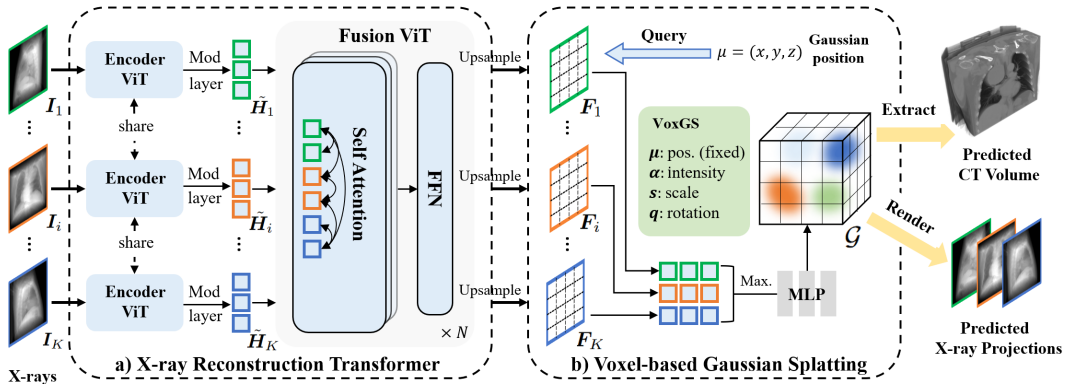 I1
⋮
Ii
⋮
IK
X-rays
Encoder
ViT
share
Encoder
ViT
share
Encoder
ViT
Mod
layer
Mod
layer
Mod
layer
H̃1
⋮
H̃i
⋮
H̃K
Fusion ViT
Self Attention
FFN
× N
a) X-ray Reconstruction Transformer
Upsample
Upsample
Upsample
F1
⋮
Fi
⋮
FK
Query
μ = (x, y, z)
Gaussian
position
VoxGS
μ: pos. (fixed)
α: intensity
s: scale
q: rotation
Max.
MLP
𝒢
b) Voxel-based Gaussian Splatting
Extract
Predicted
CT Volume
Render
Predicted
X-ray Projections